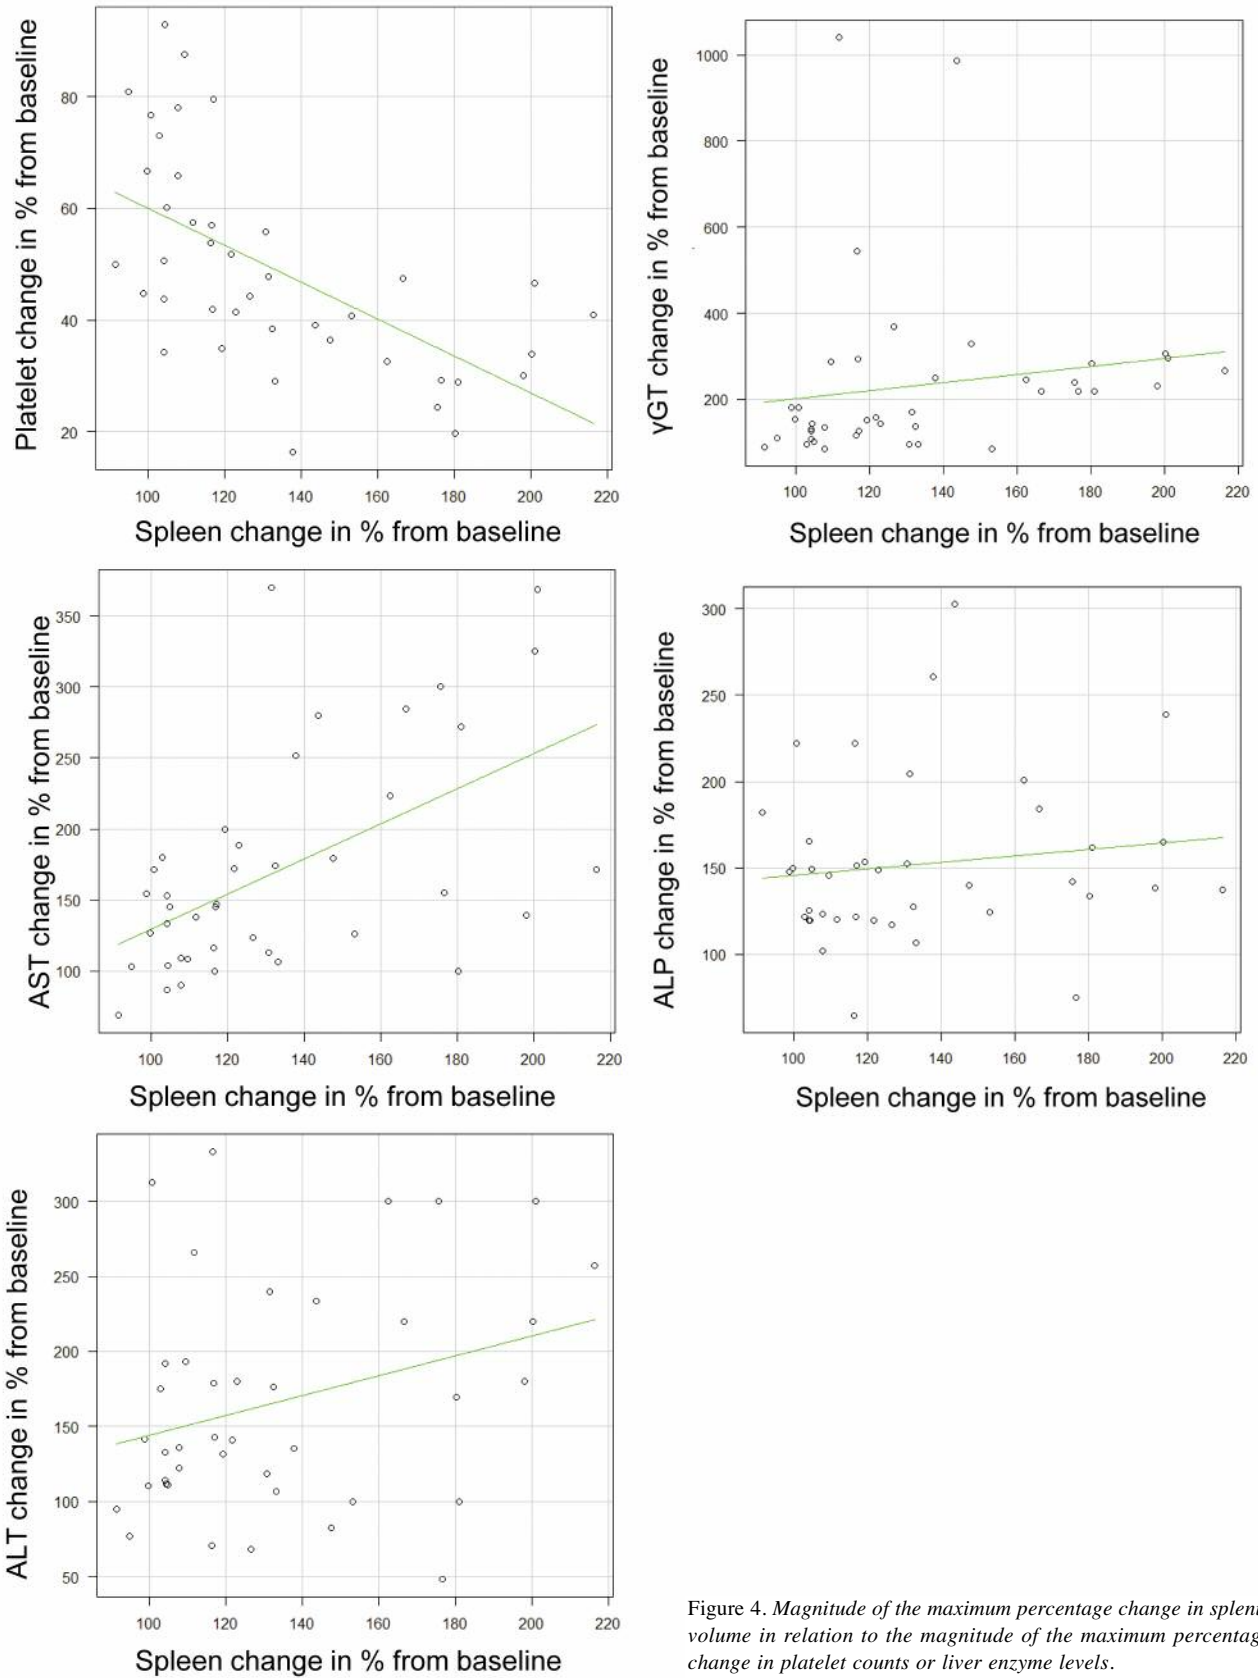 Platelet change in % from baseline
80
60
40
20
100 120 140 160 180 200 220
Spleen change in % from baseline
γGT change in % from baseline
1000
800
600
400
200
100 120 140 160 180 200 220
Spleen change in % from baseline
AST change in % from baseline
350
300
250
200
150
100
100 120 140 160 180 200 220
Spleen change in % from baseline
ALP change in % from baseline
300
250
200
150
100
100 120 140 160 180 200 220
Spleen change in % from baseline
ALT change in % from baseline
300
250
200
150
100
50
100 120 140 160 180 200 220
Spleen change in % from baseline
Figure 4. Magnitude of the maximum percentage change in spleni
volume in relation to the magnitude of the maximum percentag
change in platelet counts or liver enzyme levels.